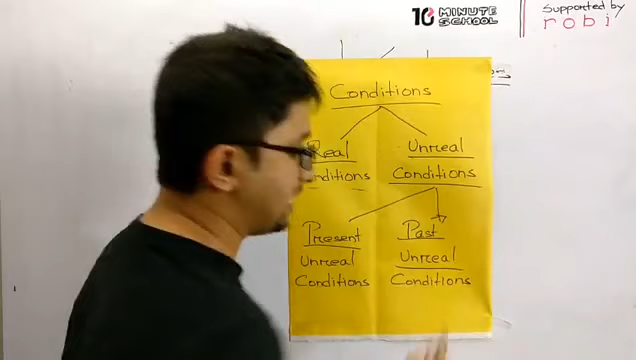 10 MINUTE SCHOOL
Supported by
robi
Conditions
Real Unreal
Conditions Conditions
Present Past
Unreal Unreal
Conditions Conditions